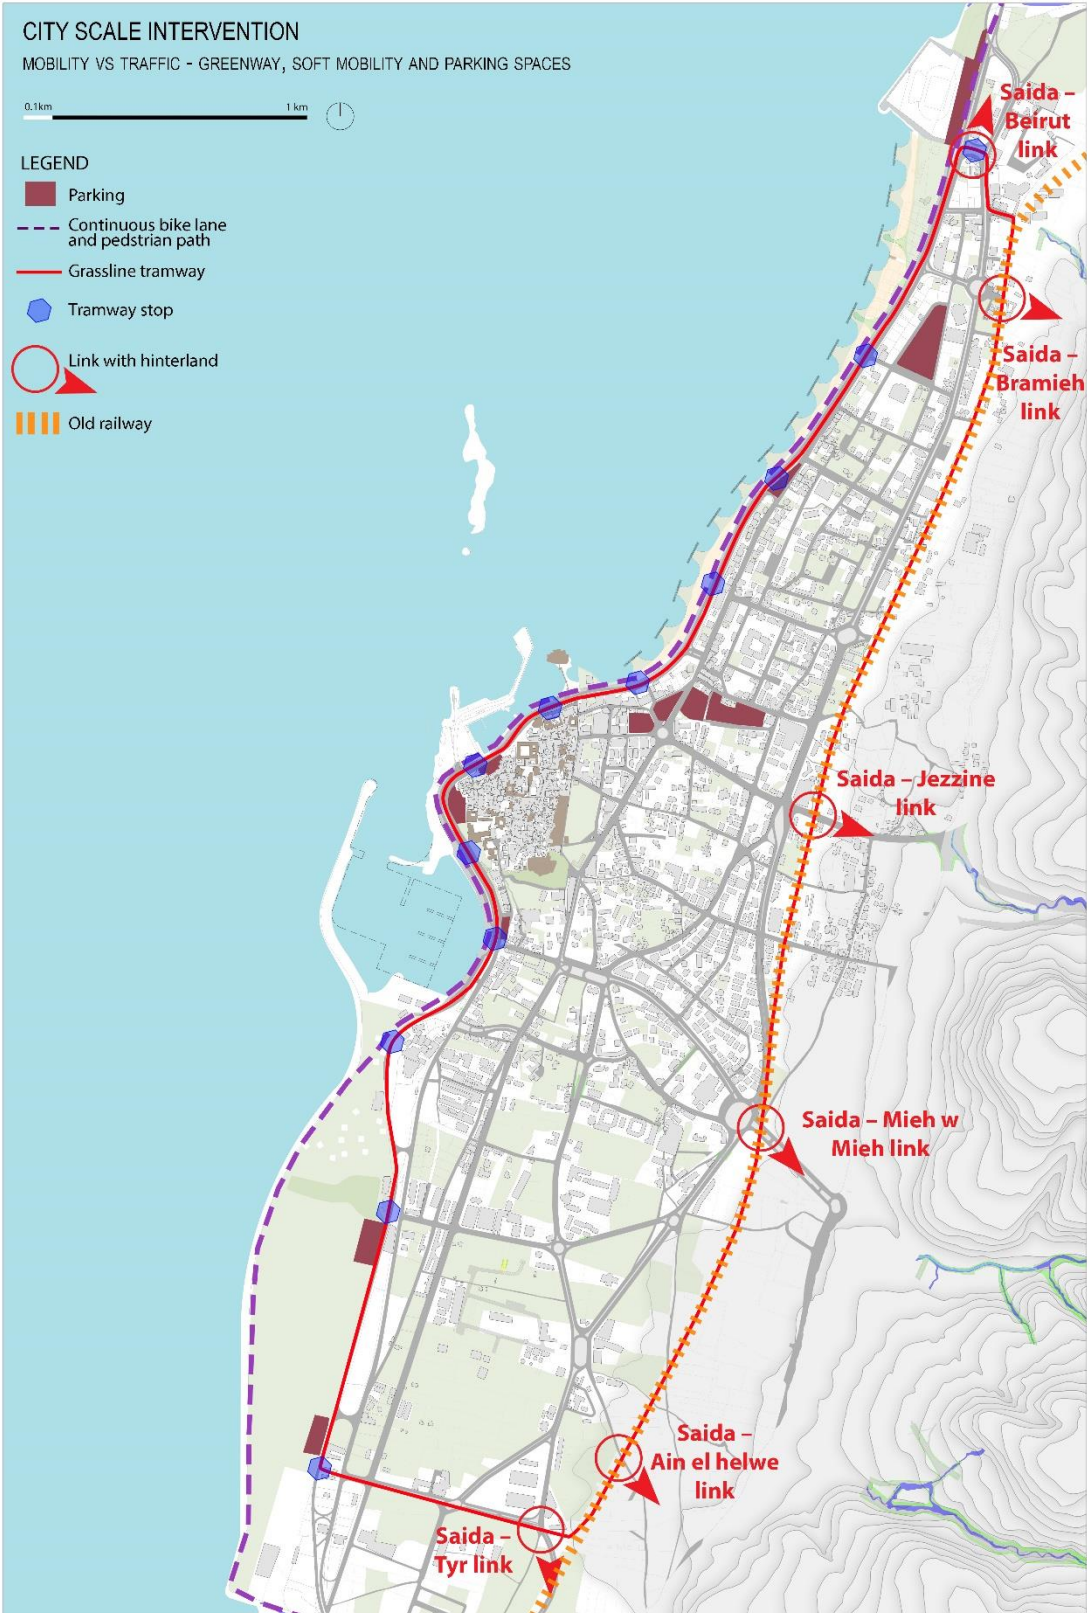 CITY SCALE INTERVENTION
MOBILITY VS TRAFFIC - GREENWAY, SOFT MOBILITY AND PARKING SPACES
0.1km 1 km
LEGEND
Parking
Continuous bike lane
and pedstrian path
Grassline tramway
Tramway stop
Link with hinterland
Old railway
Saida –
Beirut
link
Saida –
Bramieh
link
Saida – Jezzine
link
Saida – Mieh w
Mieh link
Saida –
Ain el helwe
link
Saida –
Tyr link